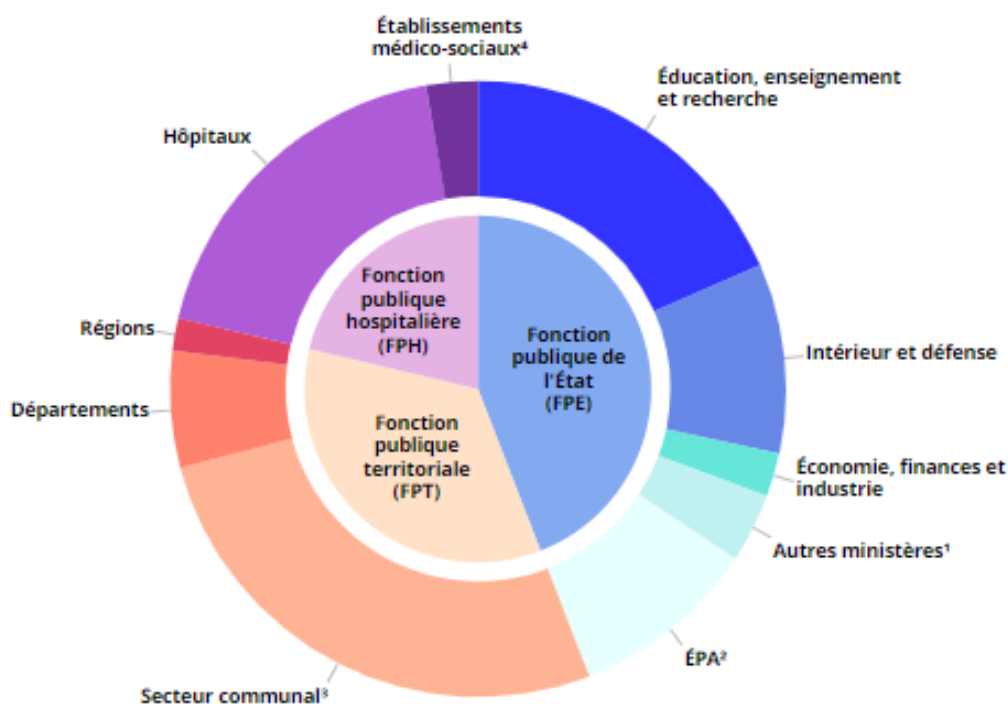 Établissements
médico-sociaux⁴
Éducation, enseignement
et recherche
Hôpitaux
Fonction
publique
hospitalière
(FPH)
Fonction
publique de
l'État
(FPE)
Régions
Intérieur et défense
Départements
Fonction
publique
territoriale
(FPT)
Économie, finances et
industrie
Autres ministères¹
ÉPA²
Secteur communal³